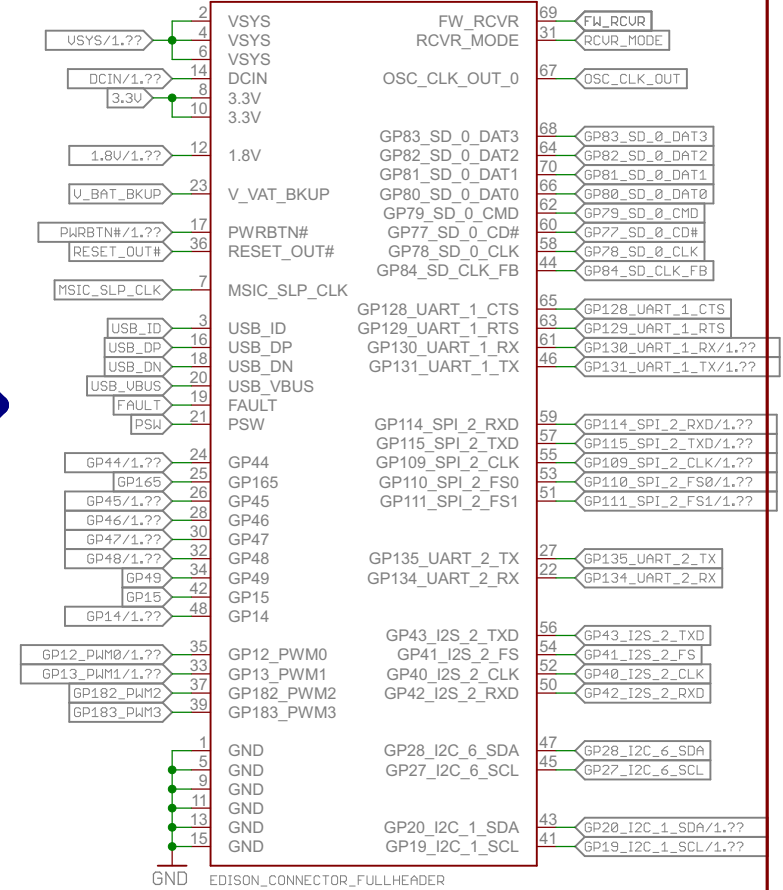 2 VSYS FW_RCVR 69 FW_RCVR
VSYS/1.?? 4 VSYS RCVR_MODE 31 RCVR_MODE
6 VSYS
DCIN/1.?? 14 DCIN OSC_CLK_OUT_0 67 OSC_CLK_OUT
3.3V 8 3.3V
10 3.3V
GP83_SD_0_DAT3 68 GP83_SD_0_DAT3
1.8V/1.?? 12 1.8V GP82_SD_0_DAT2 64 GP82_SD_0_DAT2
GP81_SD_0_DAT1 70 GP81_SD_0_DAT1
V_BAT_BKUP 23 V_VAT_BKUP GP80_SD_0_DAT0 66 GP80_SD_0_DAT0
GP79_SD_0_CMD 62 GP79_SD_0_CMD
PWRBTN#/1.?? 17 PWRBTN# GP77_SD_0_CD# 60 GP77_SD_0_CD#
RESET_OUT# 36 RESET_OUT# GP78_SD_0_CLK 58 GP78_SD_0_CLK
GP84_SD_CLK_FB 44 GP84_SD_CLK_FB
MSIC_SLP_CLK 7 MSIC_SLP_CLK
GP128_UART_1_CTS 65 GP128_UART_1_CTS
USB_ID 3 USB_ID GP129_UART_1_RTS 63 GP129_UART_1_RTS
USB_DP 16 USB_DP GP130_UART_1_RX 61 GP130_UART_1_RX/1.??
USB_DN 18 USB_DN GP131_UART_1_TX 46 GP131_UART_1_TX/1.??
USB_VBUS 20 USB_VBUS
FAULT 19 FAULT
PSW 21 PSW GP114_SPI_2_RXD 59 GP114_SPI_2_RXD/1.??
GP115_SPI_2_TXD 57 GP115_SPI_2_TXD/1.??
GP44/1.?? 24 GP44 GP109_SPI_2_CLK 55 GP109_SPI_2_CLK/1.??
GP165 25 GP165 GP110_SPI_2_FS0 53 GP110_SPI_2_FS0/1.??
GP45/1.?? 26 GP45 GP111_SPI_2_FS1 51 GP111_SPI_2_FS1/1.??
GP46/1.?? 28 GP46
GP47/1.?? 30 GP47
GP48/1.?? 32 GP48 GP135_UART_2_TX 27 GP135_UART_2_TX
GP49 34 GP49 GP134_UART_2_RX 22 GP134_UART_2_RX
GP15 42 GP15
GP14/1.?? 48 GP14
GP43_I2S_2_TXD 56 GP43_I2S_2_TXD
GP12_PWM0/1.?? 35 GP12_PWM0 GP41_I2S_2_FS 54 GP41_I2S_2_FS
GP13_PWM1/1.?? 33 GP13_PWM1 GP40_I2S_2_CLK 52 GP40_I2S_2_CLK
GP182_PWM2 37 GP182_PWM2 GP42_I2S_2_RXD 50 GP42_I2S_2_RXD
GP183_PWM3 39 GP183_PWM3
1 GND GP28_I2C_6_SDA 47 GP28_I2C_6_SDA
5 GND GP27_I2C_6_SCL 45 GP27_I2C_6_SCL
9 GND
11 GND
13 GND GP20_I2C_1_SDA 43 GP20_I2C_1_SDA/1.??
15 GND GP19_I2C_1_SCL 41 GP19_I2C_1_SCL/1.??
GND EDISON_CONNECTOR_FULLHEADER